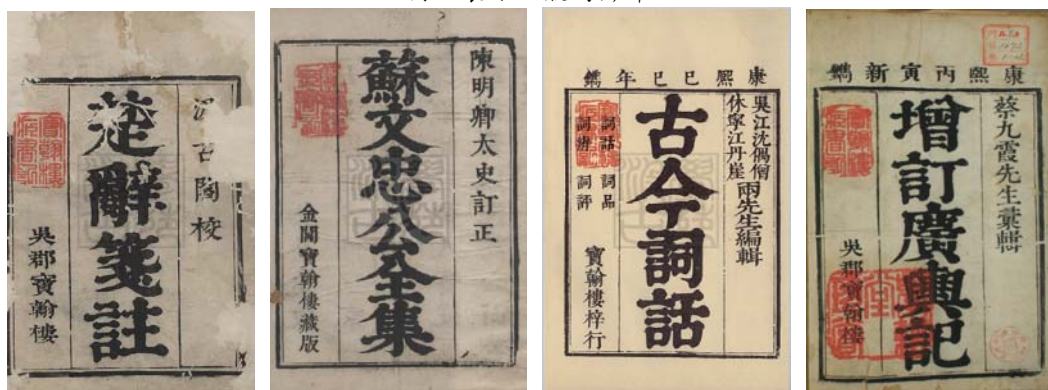 汲古閣校
楚辭箋註
吳郡寶翰樓
陳明卿太史訂正
蘇文忠公全集
金閶寶翰樓藏版
康熙己巳年鐫
吳江沈偶僧
休寧江丹崖
兩先生編輯
古今詞話
詞話 詞品
詞辨 詞評
寶翰樓梓行
康熙丙寅新鐫
蔡九霞先生彙輯
增訂廣輿記
吳郡寶翰樓